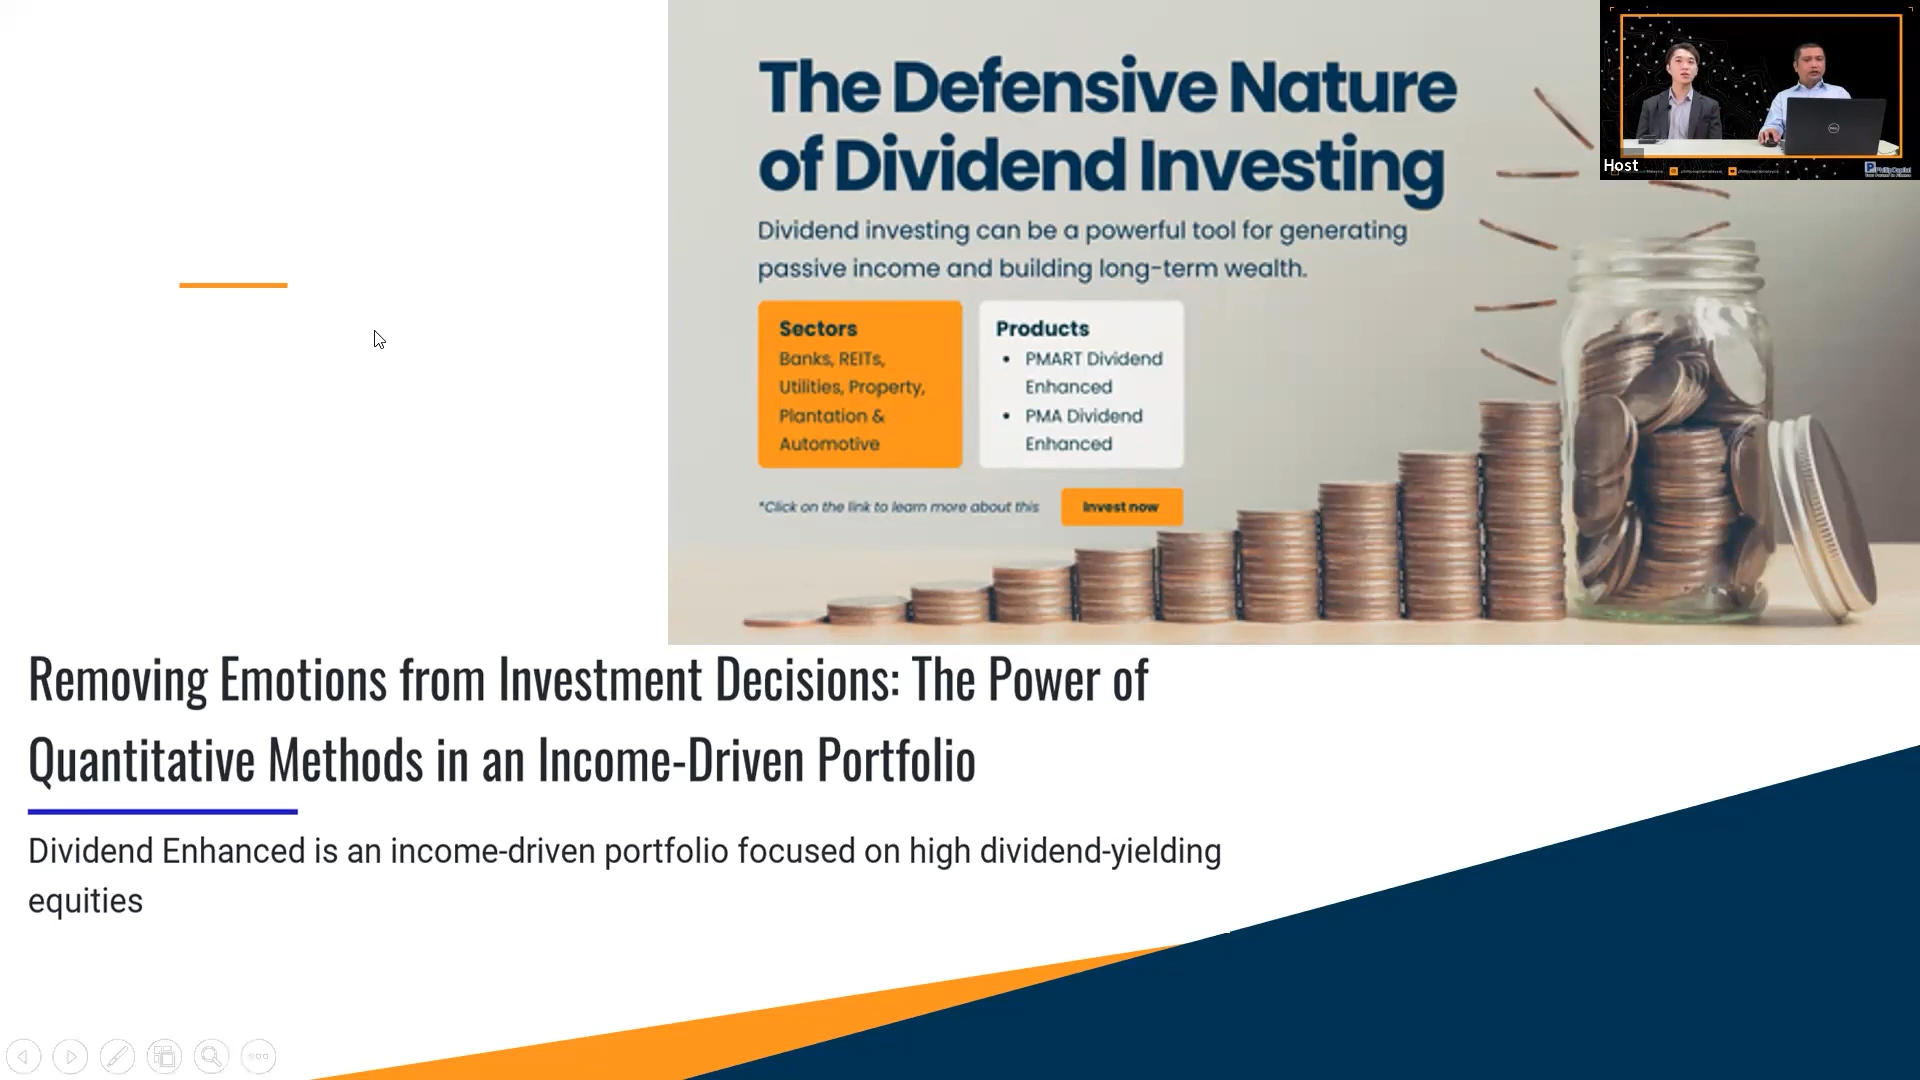 The Defensive Nature
of Dividend Investing
Dividend investing can be a powerful tool for generating
passive income and building long-term wealth.
Sectors
Banks, REITs,
Utilities, Property,
Plantation &
Automotive
Products
• PMART Dividend
Enhanced
• PMA Dividend
Enhanced
*Click on the link to learn more about this
Invest now
Host
PhillipCapital
DELL
Removing Emotions from Investment Decisions: The Power of
Quantitative Methods in an Income-Driven Portfolio
Dividend Enhanced is an income-driven portfolio focused on high dividend-yielding
equities